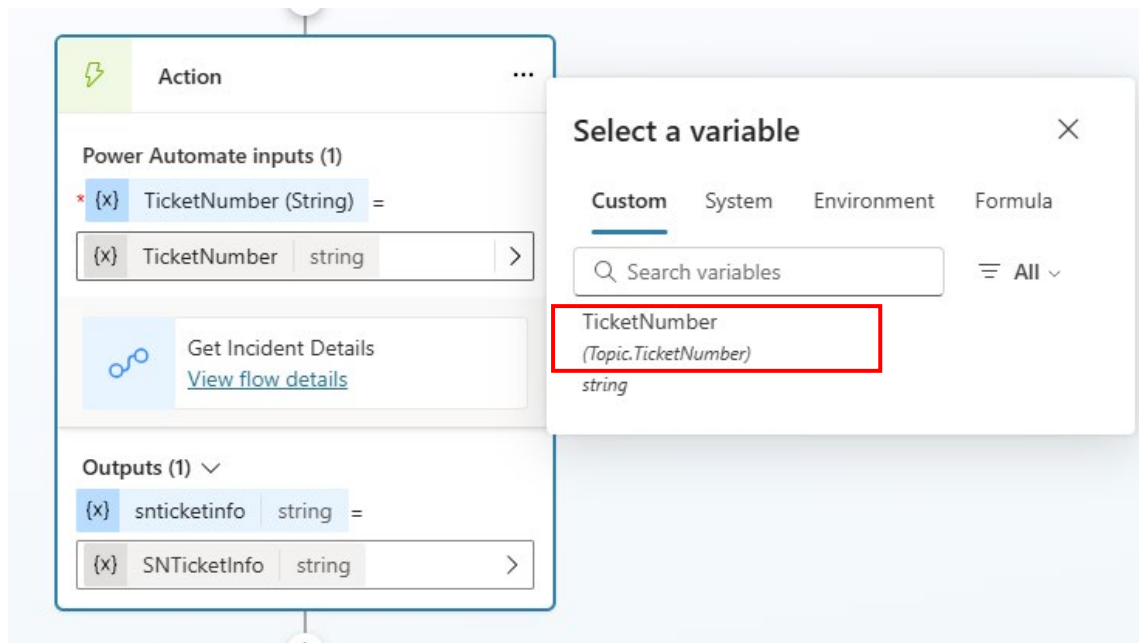 Action
...
Power Automate inputs (1)
* {x} TicketNumber (String) =
{x} TicketNumber string
Get Incident Details
View flow details
Outputs (1)
{x} snticketinfo string =
{x} SNTicketInfo string
Select a variable
Custom System Environment Formula
Search variables All
TicketNumber
(Topic.TicketNumber)
string